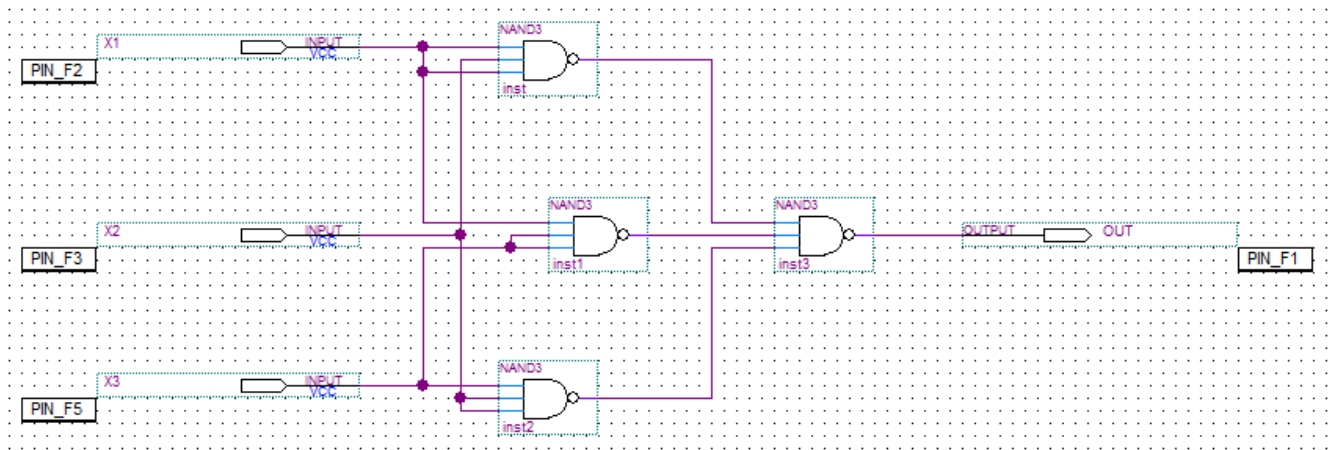 NAND3
X1
INPUT
VCC
PIN_F2
inst
NAND3
NAND3
X2
INPUT
VCC
OUTPUT
OUT
PIN_F3
inst1
inst3
PIN_F1
NAND3
X3
INPUT
VCC
PIN_F5
inst2